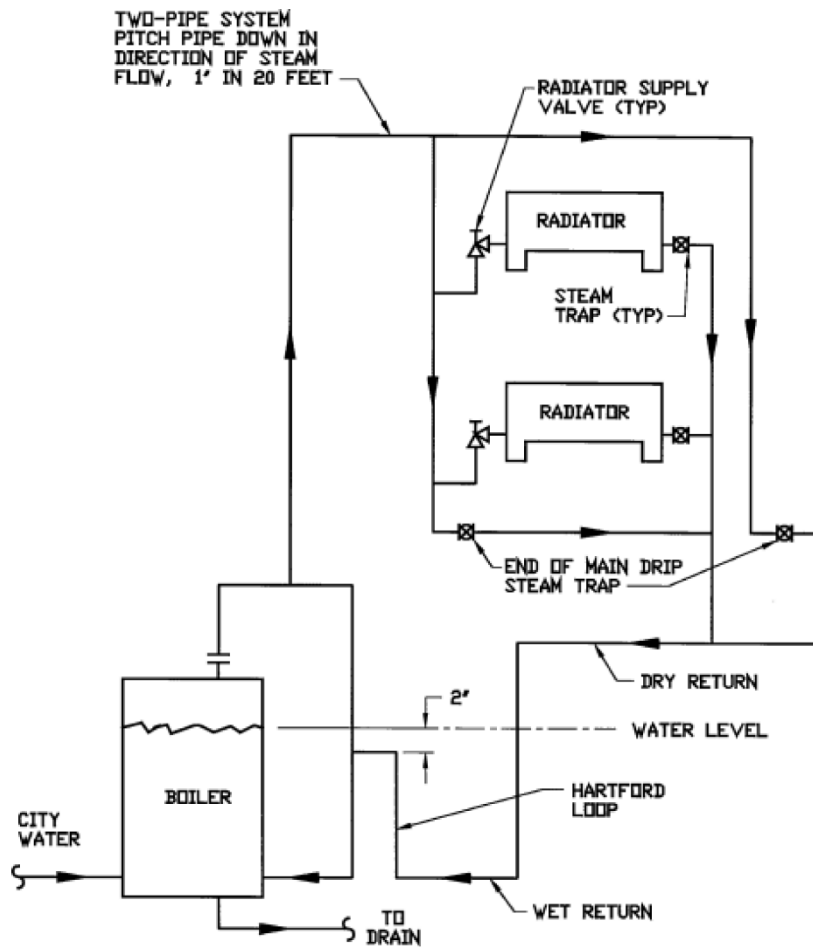 TWO-PIPE SYSTEM
PITCH PIPE DOWN IN
DIRECTION OF STEAM
FLOW, 1" IN 20 FEET
RADIATOR SUPPLY
VALVE (TYP)
RADIATOR
STEAM
TRAP (TYP)
RADIATOR
END OF MAIN DRIP
STEAM TRAP
DRY RETURN
2"
WATER LEVEL
BOILER
HARTFORD
LOOP
CITY
WATER
WET RETURN
TO
DRAIN